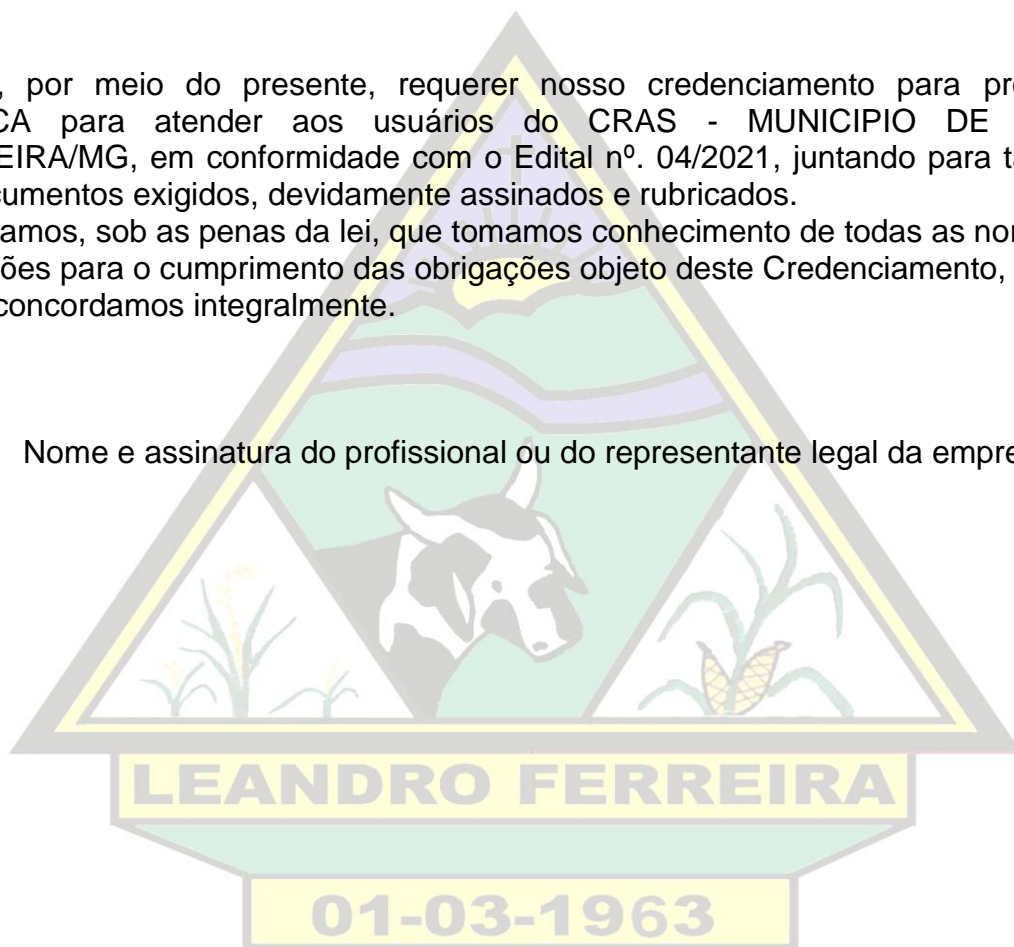 , por meio do presente, requerer nosso credenciamento para pr
CA para atender aos usuários do CRAS - MUNICIPIO DE
EIRA/MG, em conformidade com o Edital nº. 04/2021, juntando para t
cumentos exigidos, devidamente assinados e rubricados.
amos, sob as penas da lei, que tomamos conhecimento de todas as no
ões para o cumprimento das obrigações objeto deste Credenciamento,
concordamos integralmente.
Nome e assinatura do profissional ou do representante legal da empre
LEANDRO FERREIRA
01-03-1963